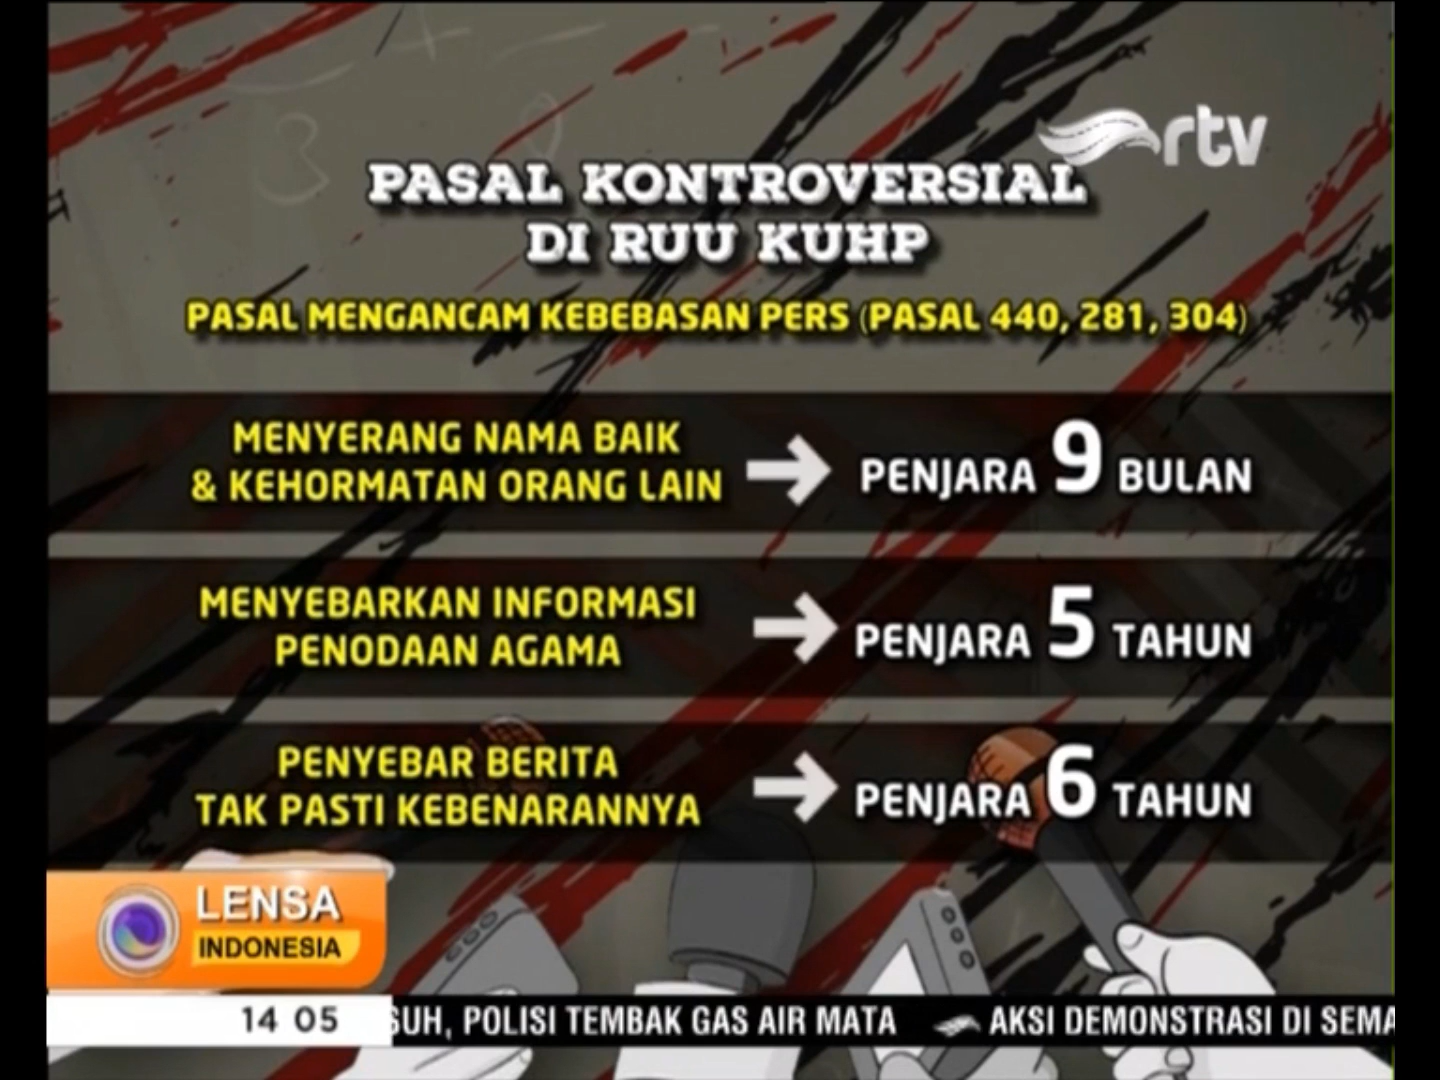 rtv
PASAL KONTROVERSIAL
DI RUU KUHP
PASAL MENGANCAM KEBEBASAN PERS (PASAL 440, 281, 304)
MENYERANG NAMA BAIK
& KEHORMATAN ORANG LAIN
PENJARA 9 BULAN
MENYEBARKAN INFORMASI
PENODAAN AGAMA
PENJARA 5 TAHUN
PENYEBAR BERITA
TAK PASTI KEBENARANNYA
PENJARA 6 TAHUN
LENSA
INDONESIA
14 05
SUH, POLISI TEMBAK GAS AIR MATA AKSI DEMONSTRASI DI SEMA